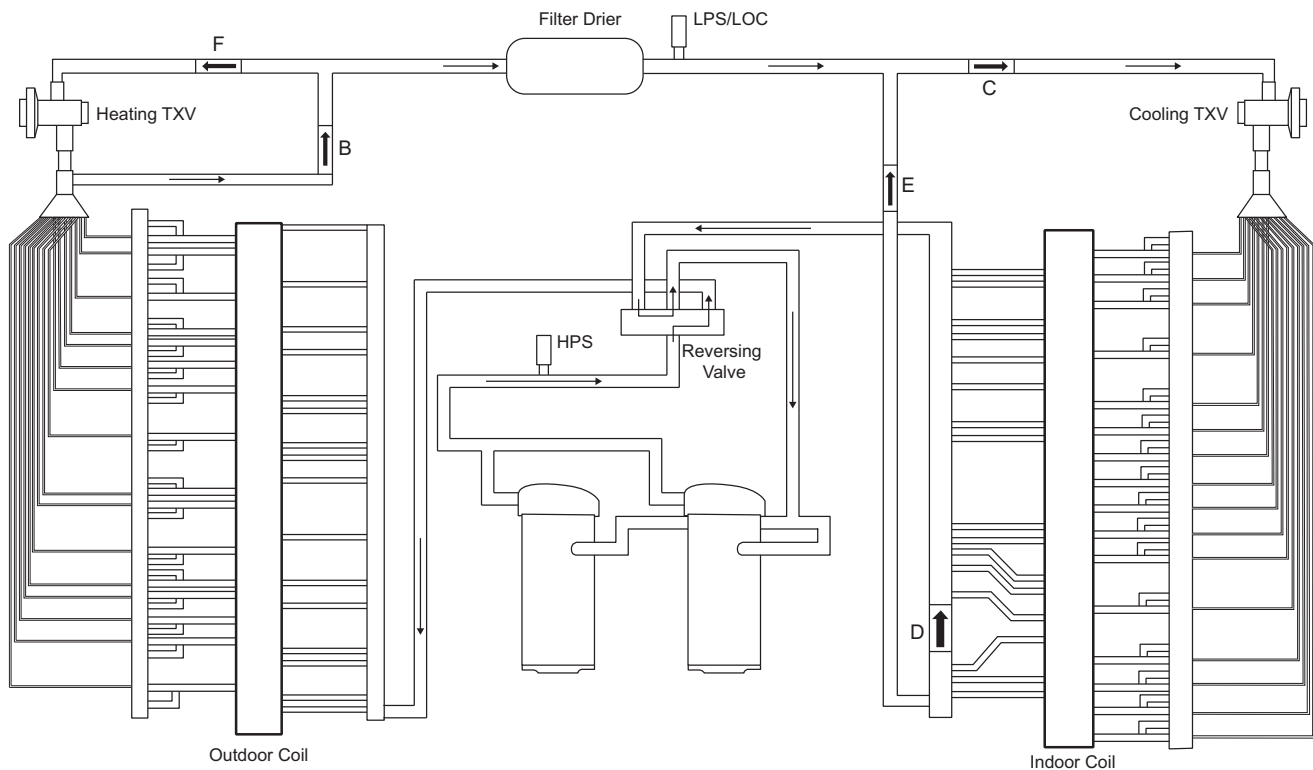 Filter Drier
LPS/LOC
F
C
Heating TXV
Cooling TXV
B
E
HPS
Reversing
Valve
D
Outdoor Coil
Indoor Coil